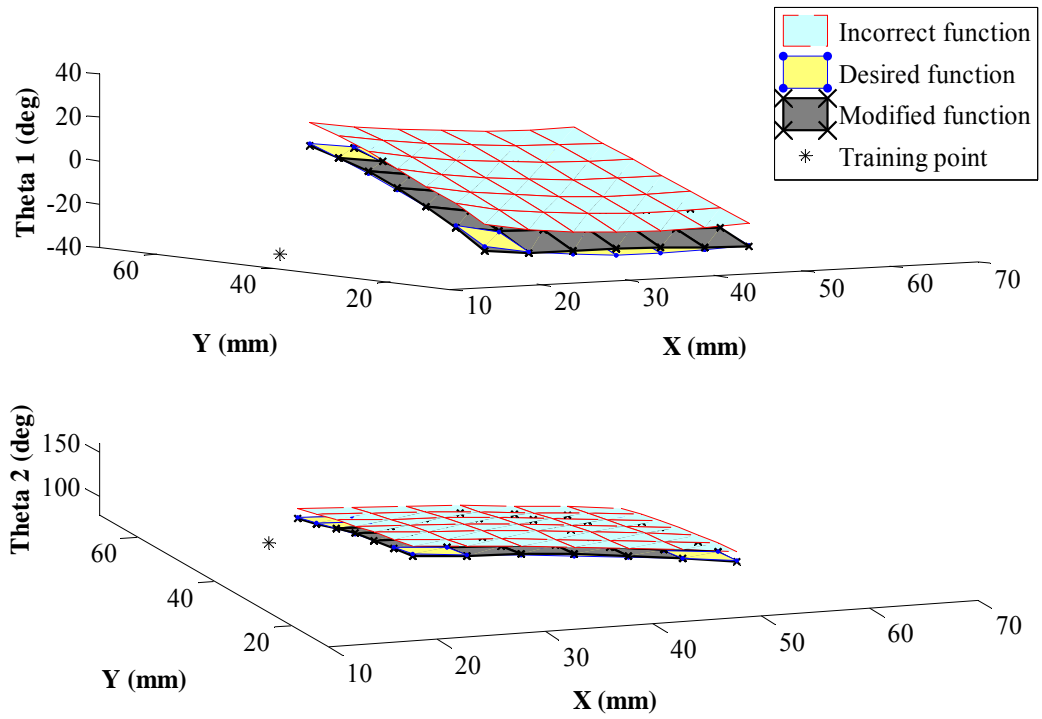 Incorrect function
Desired function
Modified function
Training point
Theta 1 (deg)
40
20
0
-20
-40
60
40
20
Y (mm)
10
20
30
40
50
60
70
X (mm)
Theta 2 (deg)
150
100
60
40
20
Y (mm)
10
20
30
40
50
60
70
X (mm)